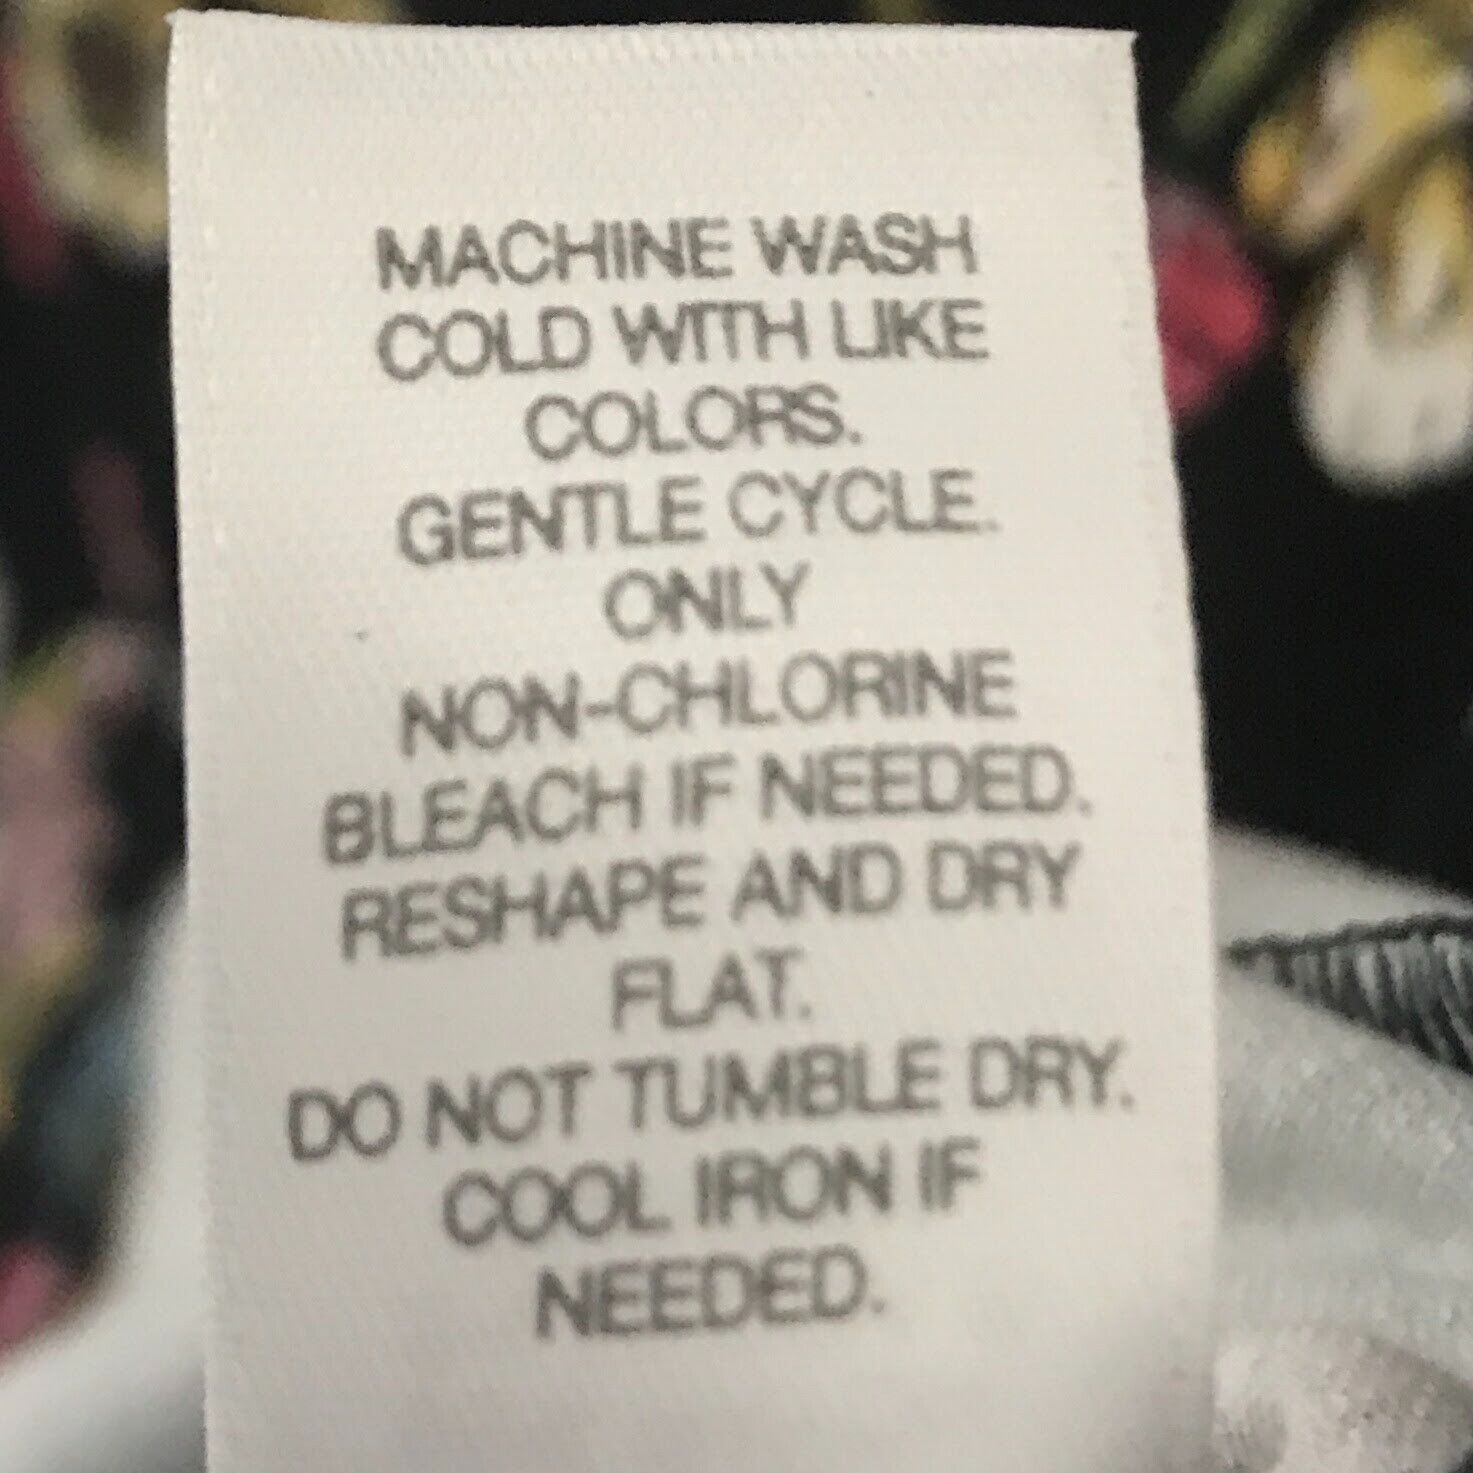 MACHINE WASH
COLD WITH LIKE
COLORS.
GENTLE CYCLE.
ONLY
NON-CHLORINE
BLEACH IF NEEDED.
RESHAPE AND DRY
FLAT.
DO NOT TUMBLE DRY.
COOL IRON IF
NEEDED.